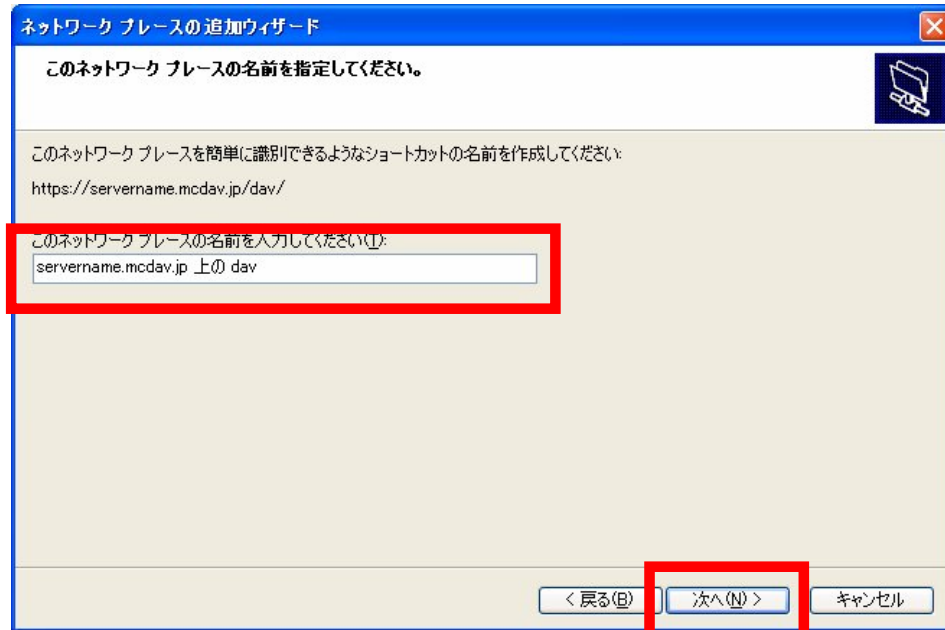 ネットワーク プレースの追加ウィザード
このネットワーク プレースの名前を指定してください。
このネットワーク プレースを簡単に識別できるようなショートカットの名前を作成してください:
https://servername.mcdav.jp/dav/
このネットワーク プレースの名前を入力してください(T):
servername.mcdav.jp 上の dav
< 戻る(B)
次へ(N) >
キャンセル